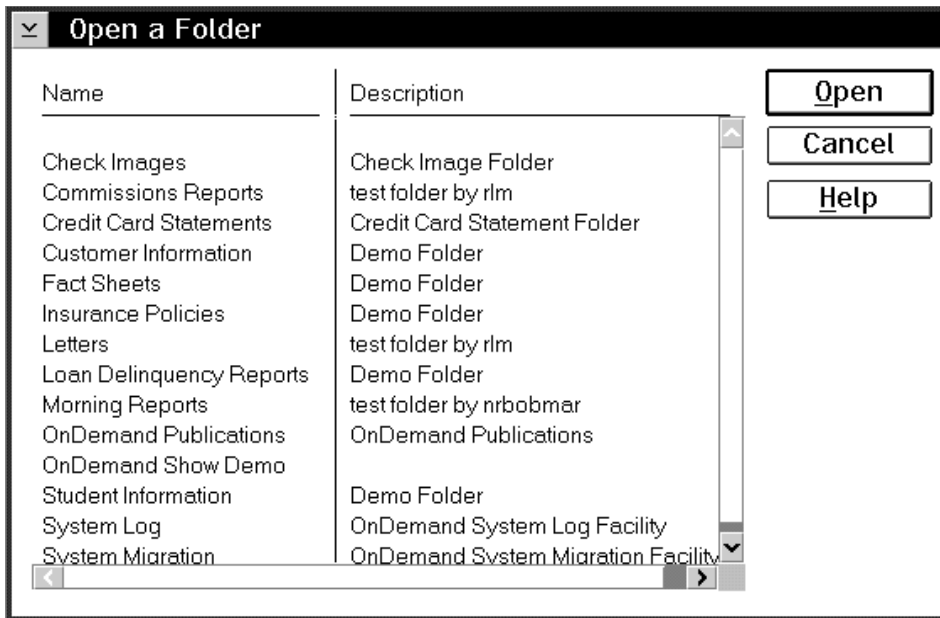 Open a Folder
Name Description
Check Images Check Image Folder
Commissions Reports test folder by rlm
Credit Card Statements Credit Card Statement Folder
Customer Information Demo Folder
Fact Sheets Demo Folder
Insurance Policies Demo Folder
Letters test folder by rlm
Loan Delinquency Reports Demo Folder
Morning Reports test folder by nrbobmar
OnDemand Publications OnDemand Publications
OnDemand Show Demo
Student Information Demo Folder
System Log OnDemand System Log Facility
System Migration OnDemand System Migration Facility
Open
Cancel
Help